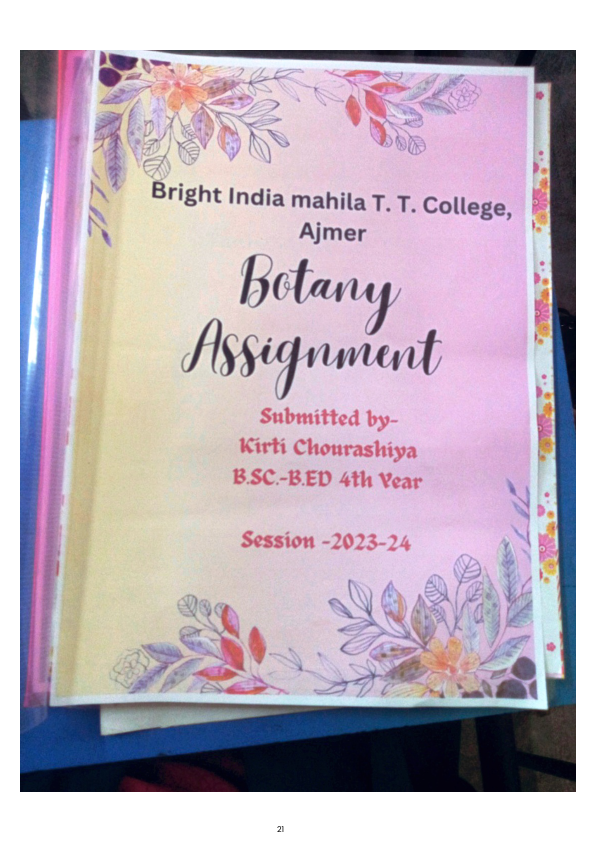 Bright India mahila T. T. College,
Ajmer
Botany
Assignment
Submitted by-
Kirti Chourashiya
B.SC.-B.ED 4th Year
Session -2023-24
21